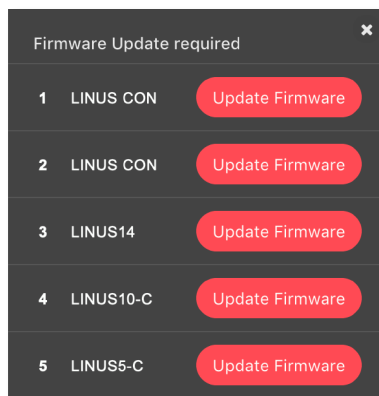 Firmware Update required
1 LINUS CON Update Firmware
2 LINUS CON Update Firmware
3 LINUS14 Update Firmware
4 LINUS10-C Update Firmware
5 LINUS5-C Update Firmware